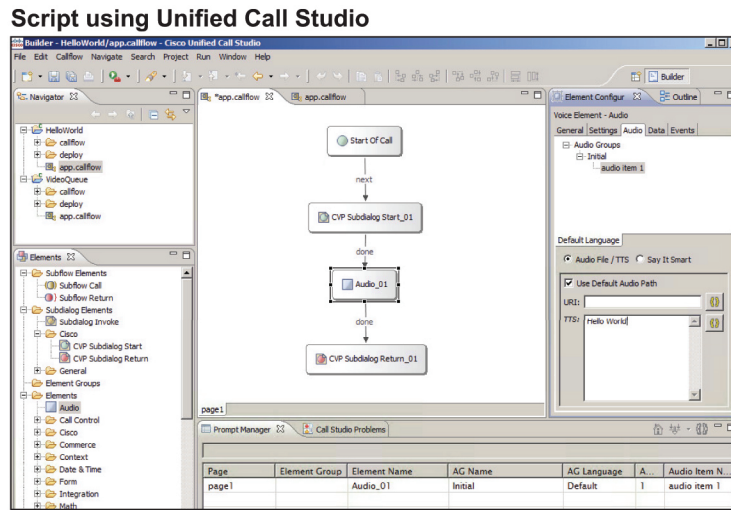 Script using Unified Call Studio
Builder - HelloWorld/app.callflow - Cisco Unified Call Studio
File Edit Callflow Navigate Search Project Run Window Help
Builder
Navigator
HelloWorld
callflow
deploy
app.callflow
VideoQueue
callflow
deploy
app.callflow
Elements
Subflow Elements
Subflow Call
Subflow Return
Subdialog Elements
Subdialog Invoke
Cisco
CVP Subdialog Start
CVP Subdialog Return
General
Element Groups
Elements
Audio
Call Control
Cisco
Commerce
Context
Date & Time
Form
Integration
Math
*app.callflow
app.callflow
Start Of Call
next
CVP Subdialog Start_01
done
Audio_01
done
CVP Subdialog Return_01
page1
Element Configur
Outline
Voice Element - Audio
General Settings Audio Data Events
Audio Groups
Initial
audio item 1
Default Language
Audio File / TTS Say It Smart
Use Default Audio Path
URI:
TTS: Hello World
Prompt Manager Call Studio Problems
Page Element Group Element Name AG Name AG Language A... Audio Item N...
page1 Audio_01 Initial Default 1 audio item 1